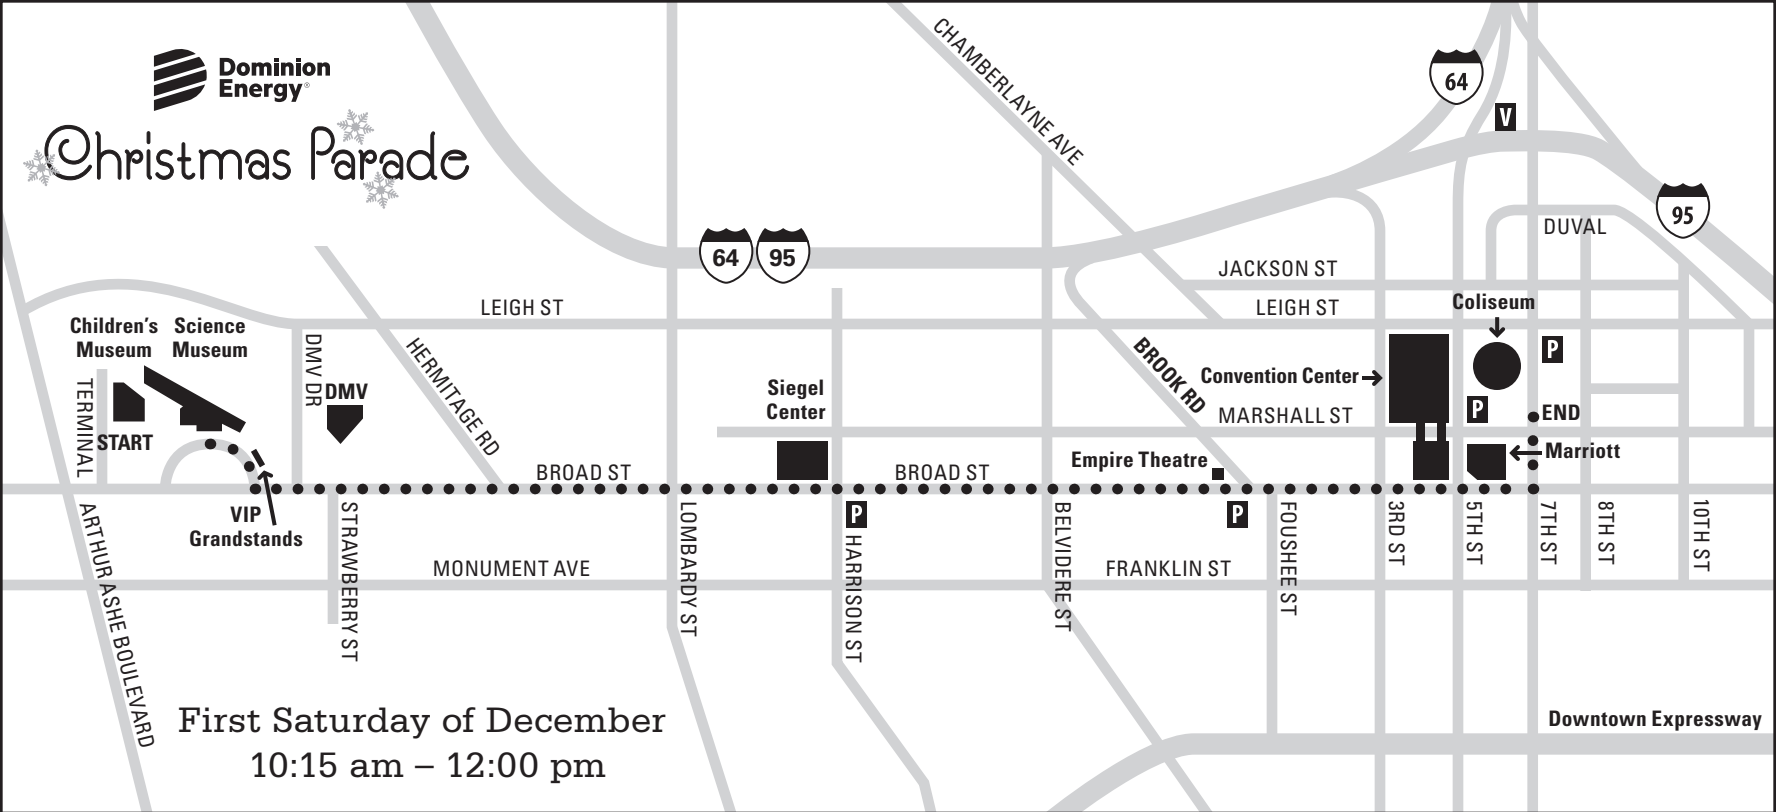 Dominion
Energy®
Christmas Parade
CHAMBERLAYNE AVE
64
V
95
DUVAL
64
95
JACKSON ST
LEIGH ST
LEIGH ST
Coliseum
Children's
Museum
Science
Museum
DMV DR
HERMITAGE RD
BROOK RD
P
Convention Center
TERMINAL
DMV
Siegel
Center
MARSHALL ST
P
END
START
Marriott
Empire Theatre
BROAD ST
BROAD ST
VIP
Grandstands
ARTHUR ASHE BOULEVARD
STRAWBERRY ST
LOMBARDY ST
P
HARRISON ST
BELVIDERE ST
P
FOUSHEE ST
3RD ST
5TH ST
7TH ST
8TH ST
10TH ST
MONUMENT AVE
FRANKLIN ST
First Saturday of December
10:15 am – 12:00 pm
Downtown Expressway